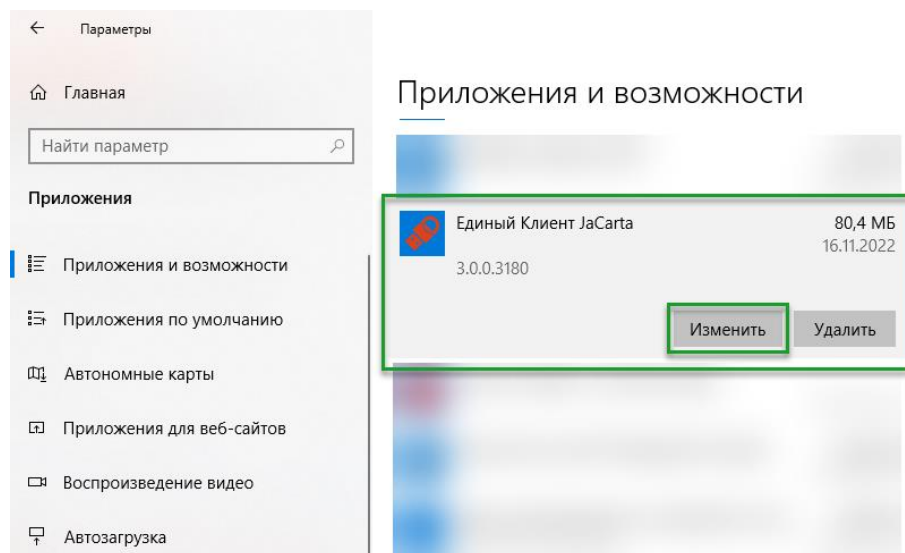 Параметры
Главная
Найти параметр
Приложения
Приложения и возможности
Приложения по умолчанию
Автономные карты
Приложения для веб-сайтов
Воспроизведение видео
Автозагрузка
Приложения и возможности
Единый Клиент JaCarta 80,4 МБ
16.11.2022
3.0.0.3180
Изменить Удалить